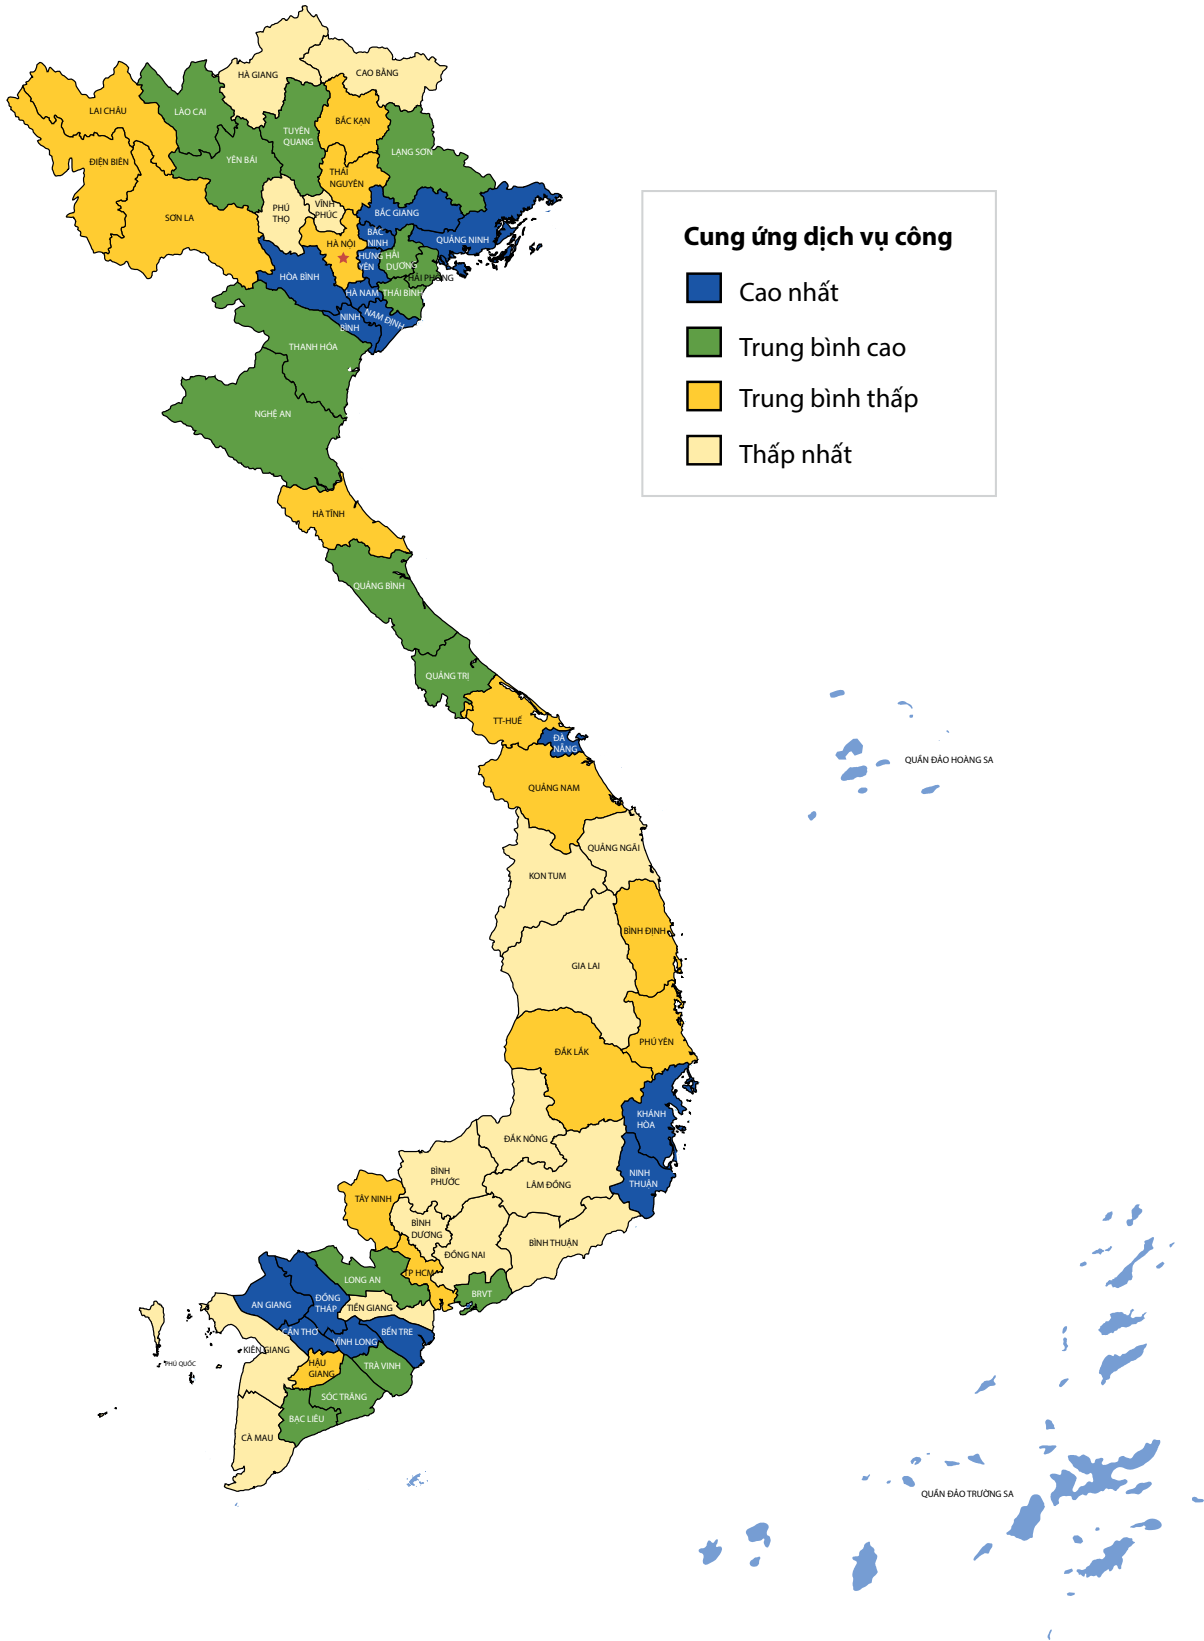 HÀ GIANG
CAO BẰNG
LAI CHÂU
LÀO CAI
BẮC KẠN
TUYÊN
QUANG
LẠNG SƠN
ĐIỆN BIÊN
YÊN BÁI
THÁI
NGUYÊN
SƠN LA
PHÚ
THỌ
VĨNH
PHÚC
BẮC GIANG
BẮC
NINH
QUẢNG NINH
HÀ NỘI
HƯNG
YÊN
HẢI
DƯƠNG
HÒA BÌNH
HẢI PHÒNG
HÀ NAM
THÁI BÌNH
NINH
BÌNH
NAM ĐỊNH
THANH HÓA
NGHỆ AN
HÀ TĨNH
QUẢNG BÌNH
QUẢNG TRỊ
TT-HUẾ
ĐÀ
NẴNG
QUẢNG NAM
QUẢNG NGÃI
KON TUM
BÌNH ĐỊNH
GIA LAI
PHÚ YÊN
ĐẮK LẮK
KHÁNH
HÒA
ĐẮK NÔNG
NINH
THUẬN
BÌNH
PHƯỚC
LÂM ĐỒNG
TÂY NINH
BÌNH
DƯƠNG
BÌNH THUẬN
ĐỒNG NAI
TP HCM
LONG AN
BRVT
AN GIANG
ĐỒNG
THÁP
TIỀN GIANG
CẦN THƠ
VĨNH LONG
BẾN TRE
KIÊN GIANG
PHÚ QUỐC
HẬU
GIANG
TRÀ VINH
SÓC TRĂNG
BẠC LIÊU
CÀ MAU
Cung ứng dịch vụ công
Cao nhất
Trung bình cao
Trung bình thấp
Thấp nhất
QUẦN ĐẢO HOÀNG SA
QUẦN ĐẢO TRƯỜNG SA